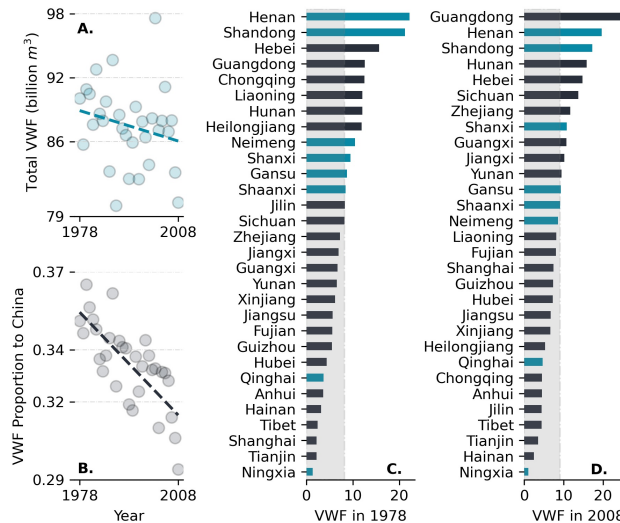 98
92
86
79
Total VWF (billion m³)
A.
1978
2008
0.37
0.34
0.32
0.29
VWF Proportion to China
B.
1978
2008
Year
Henan
Shandong
Hebei
Guangdong
Chongqing
Liaoning
Hunan
Heilongjiang
Neimeng
Shanxi
Gansu
Shaanxi
Jilin
Sichuan
Zhejiang
Jiangxi
Guangxi
Yunan
Xinjiang
Jiangsu
Fujian
Guizhou
Hubei
Qinghai
Anhui
Hainan
Tibet
Shanghai
Tianjin
Ningxia
C.
0 10 20
VWF in 1978
Guangdong
Henan
Shandong
Hunan
Hebei
Sichuan
Zhejiang
Shanxi
Guangxi
Jiangxi
Yunan
Gansu
Shaanxi
Neimeng
Liaoning
Fujian
Shanghai
Guizhou
Hubei
Jiangsu
Xinjiang
Heilongjiang
Qinghai
Chongqing
Anhui
Jilin
Tibet
Tianjin
Hainan
Ningxia
D.
0 10 20
VWF in 2008